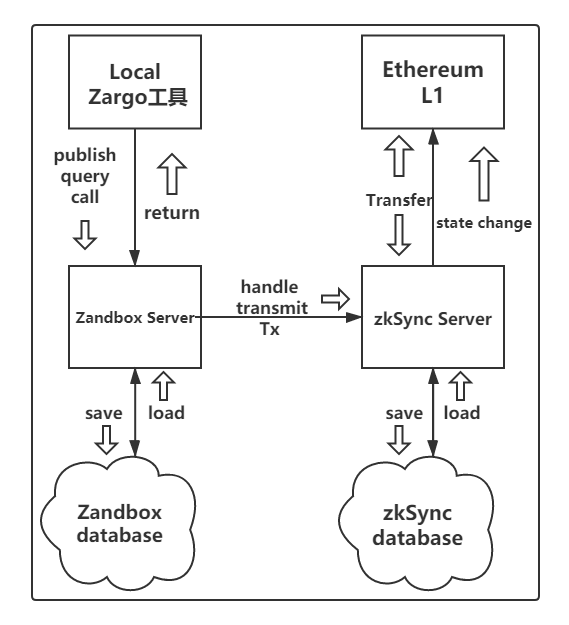 Local
Zargo工具
Ethereum
L1
publish
query
call
return
Transfer
state change
Zandbox Server
handle
transmit
Tx
zkSync Server
save
load
save
load
Zandbox
database
zkSync
database